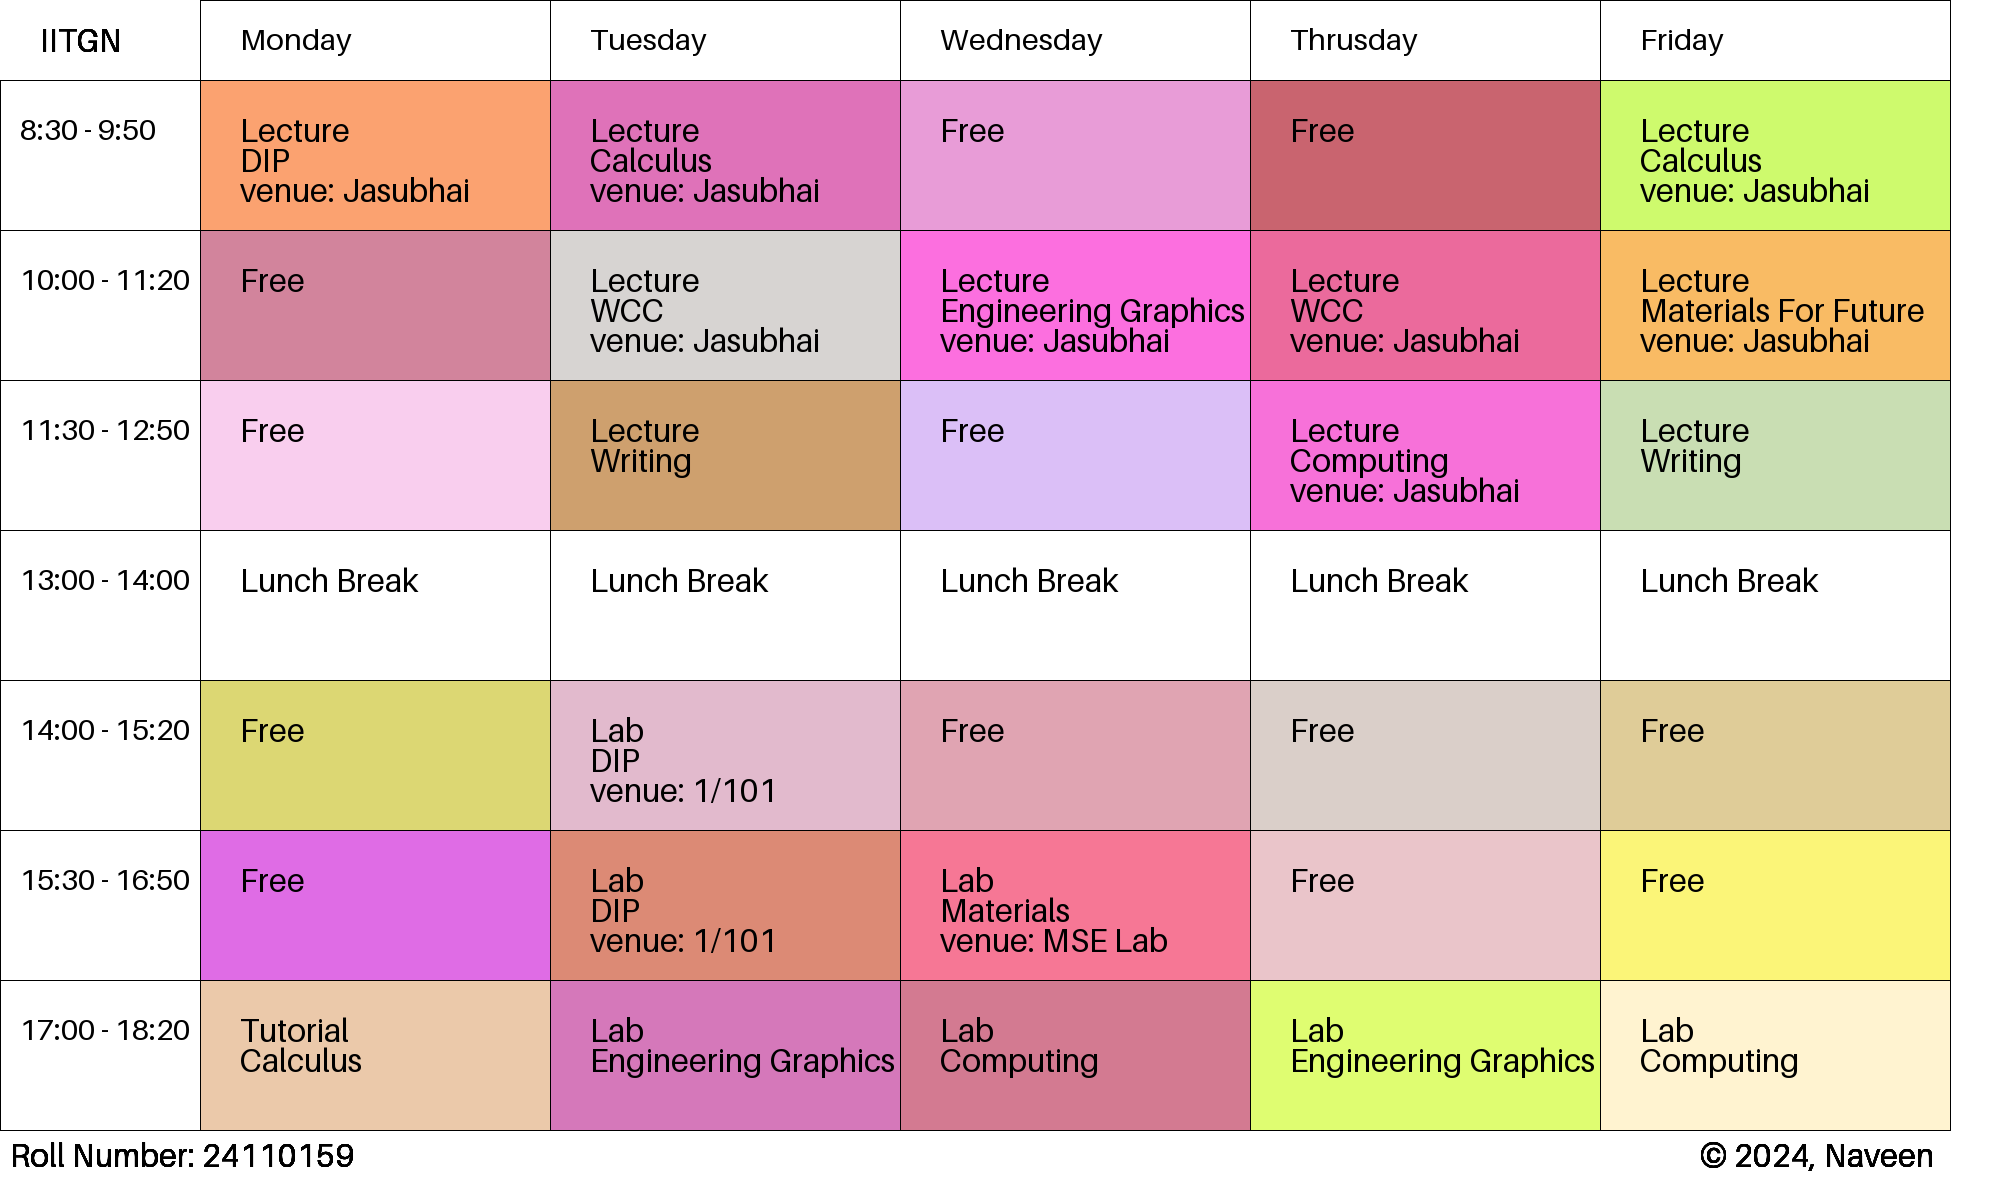 IITGN Monday Tuesday Wednesday Thrusday Friday
8:30 - 9:50
Lecture
DIP
venue: Jasubhai
Lecture
Calculus
venue: Jasubhai
Free
Free
Lecture
Calculus
venue: Jasubhai
10:00 - 11:20
Free
Lecture
WCC
venue: Jasubhai
Lecture
Engineering Graphics
venue: Jasubhai
Lecture
WCC
venue: Jasubhai
Lecture
Materials For Future
venue: Jasubhai
11:30 - 12:50
Free
Lecture
Writing
Free
Lecture
Computing
venue: Jasubhai
Lecture
Writing
13:00 - 14:00
Lunch Break
Lunch Break
Lunch Break
Lunch Break
Lunch Break
14:00 - 15:20
Free
Lab
DIP
venue: 1/101
Free
Free
Free
15:30 - 16:50
Free
Lab
DIP
venue: 1/101
Lab
Materials
venue: MSE Lab
Free
Free
17:00 - 18:20
Tutorial
Calculus
Lab
Engineering Graphics
Lab
Computing
Lab
Engineering Graphics
Lab
Computing
Roll Number: 24110159
© 2024, Naveen